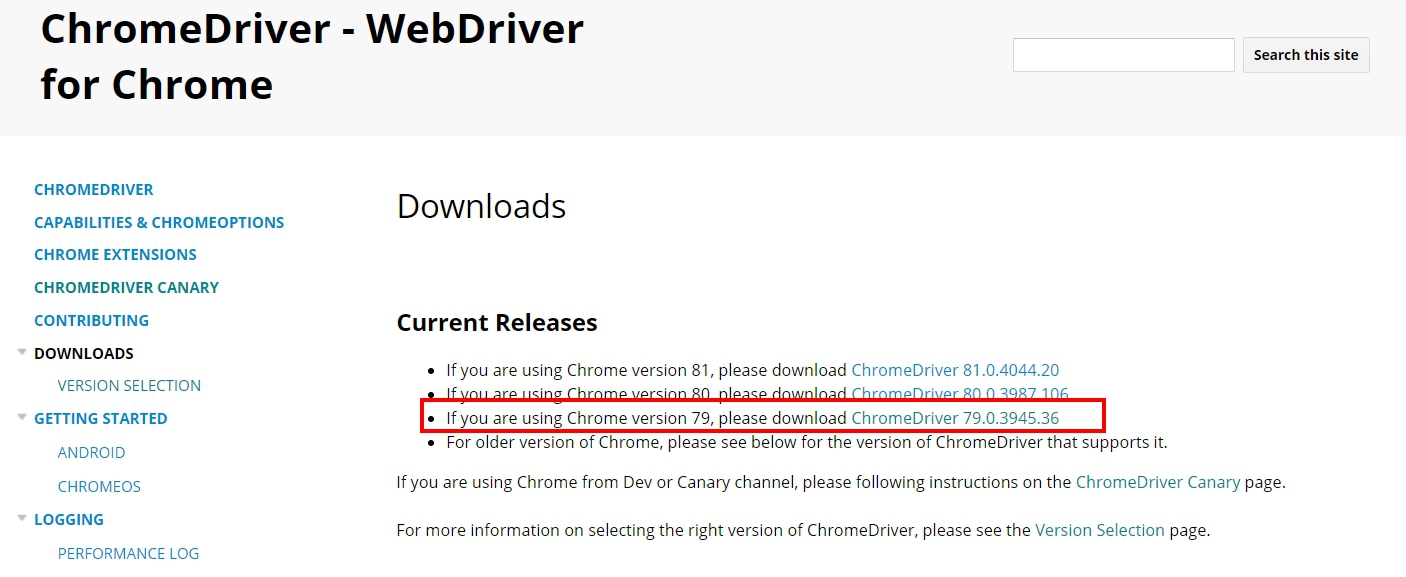 ChromeDriver - WebDriver
for Chrome
Search this site
CHROMEDRIVER
CAPABILITIES & CHROMEOPTIONS
CHROME EXTENSIONS
CHROMEDRIVER CANARY
CONTRIBUTING
DOWNLOADS
VERSION SELECTION
GETTING STARTED
ANDROID
CHROMEOS
LOGGING
PERFORMANCE LOG
Downloads
Current Releases
If you are using Chrome version 81, please download ChromeDriver 81.0.4044.20
If you are using Chrome version 80, please download ChromeDriver 80.0.3987.106
If you are using Chrome version 79, please download ChromeDriver 79.0.3945.36
For older version of Chrome, please see below for the version of ChromeDriver that supports it.
If you are using Chrome from Dev or Canary channel, please following instructions on the ChromeDriver Canary page.
For more information on selecting the right version of ChromeDriver, please see the Version Selection page.